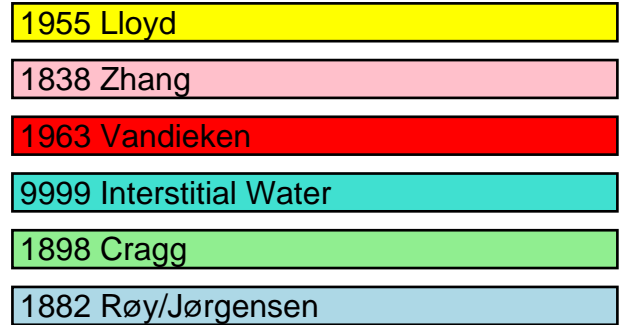 1955 Lloyd
1838 Zhang
1963 Vandieken
9999 Interstitial Water
1898 Cragg
1882 Røy/Jørgensen